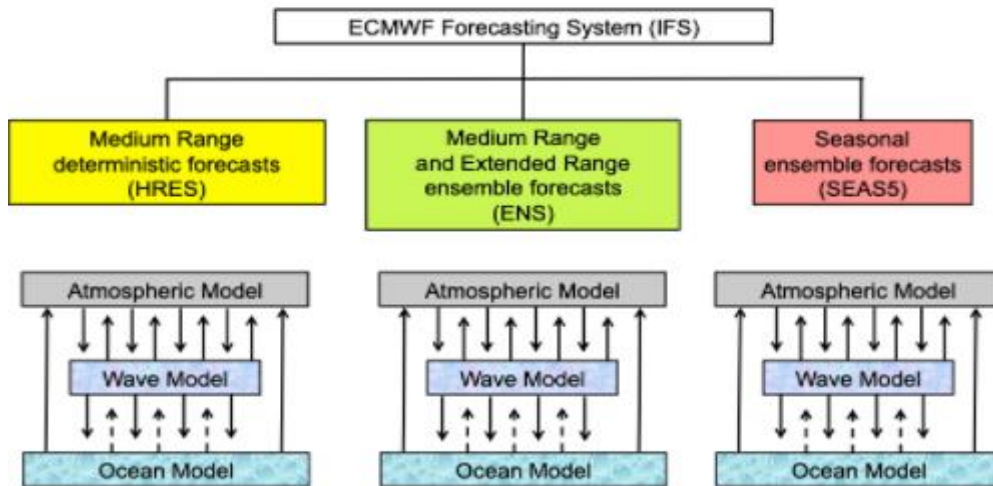 ECMWF Forecasting System (IFS)
Medium Range
deterministic forecasts
(HRES)
Medium Range
and Extended Range
ensemble forecasts
(ENS)
Seasonal
ensemble forecasts
(SEAS5)
Atmospheric Model
Wave Model
Ocean Model
Atmospheric Model
Wave Model
Ocean Model
Atmospheric Model
Wave Model
Ocean Model